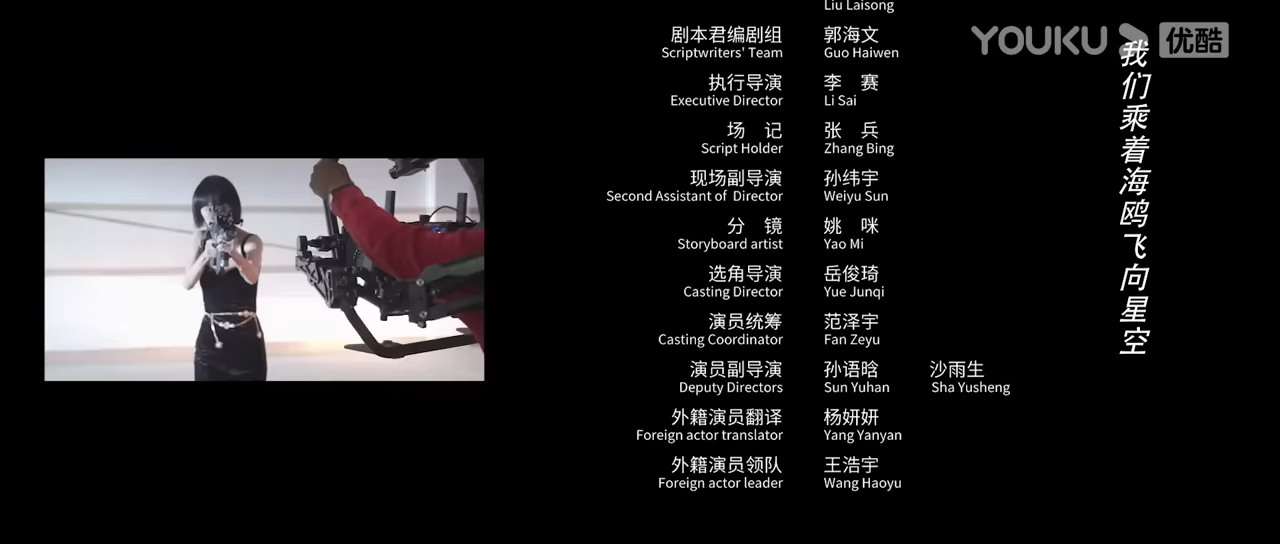 Liu Laisong
剧本君编剧组 郭海文
Scriptwriters' Team Guo Haiwen
执行导演 李 赛
Executive Director Li Sai
场 记 张 兵
Script Holder Zhang Bing
现场副导演 孙纬宇
Second Assistant of Director Weiyu Sun
分 镜 姚 咪
Storyboard artist Yao Mi
选角导演 岳俊琦
Casting Director Yue Junqi
演员统筹 范泽宇
Casting Coordinator Fan Zeyu
演员副导演 孙语晗 沙雨生
Deputy Directors Sun Yuhan Sha Yusheng
外籍演员翻译 杨妍妍
Foreign actor translator Yang Yanyan
外籍演员领队 王浩宇
Foreign actor leader Wang Haoyu
YOUKU 优酷
我们乘着海鸥飞向星空